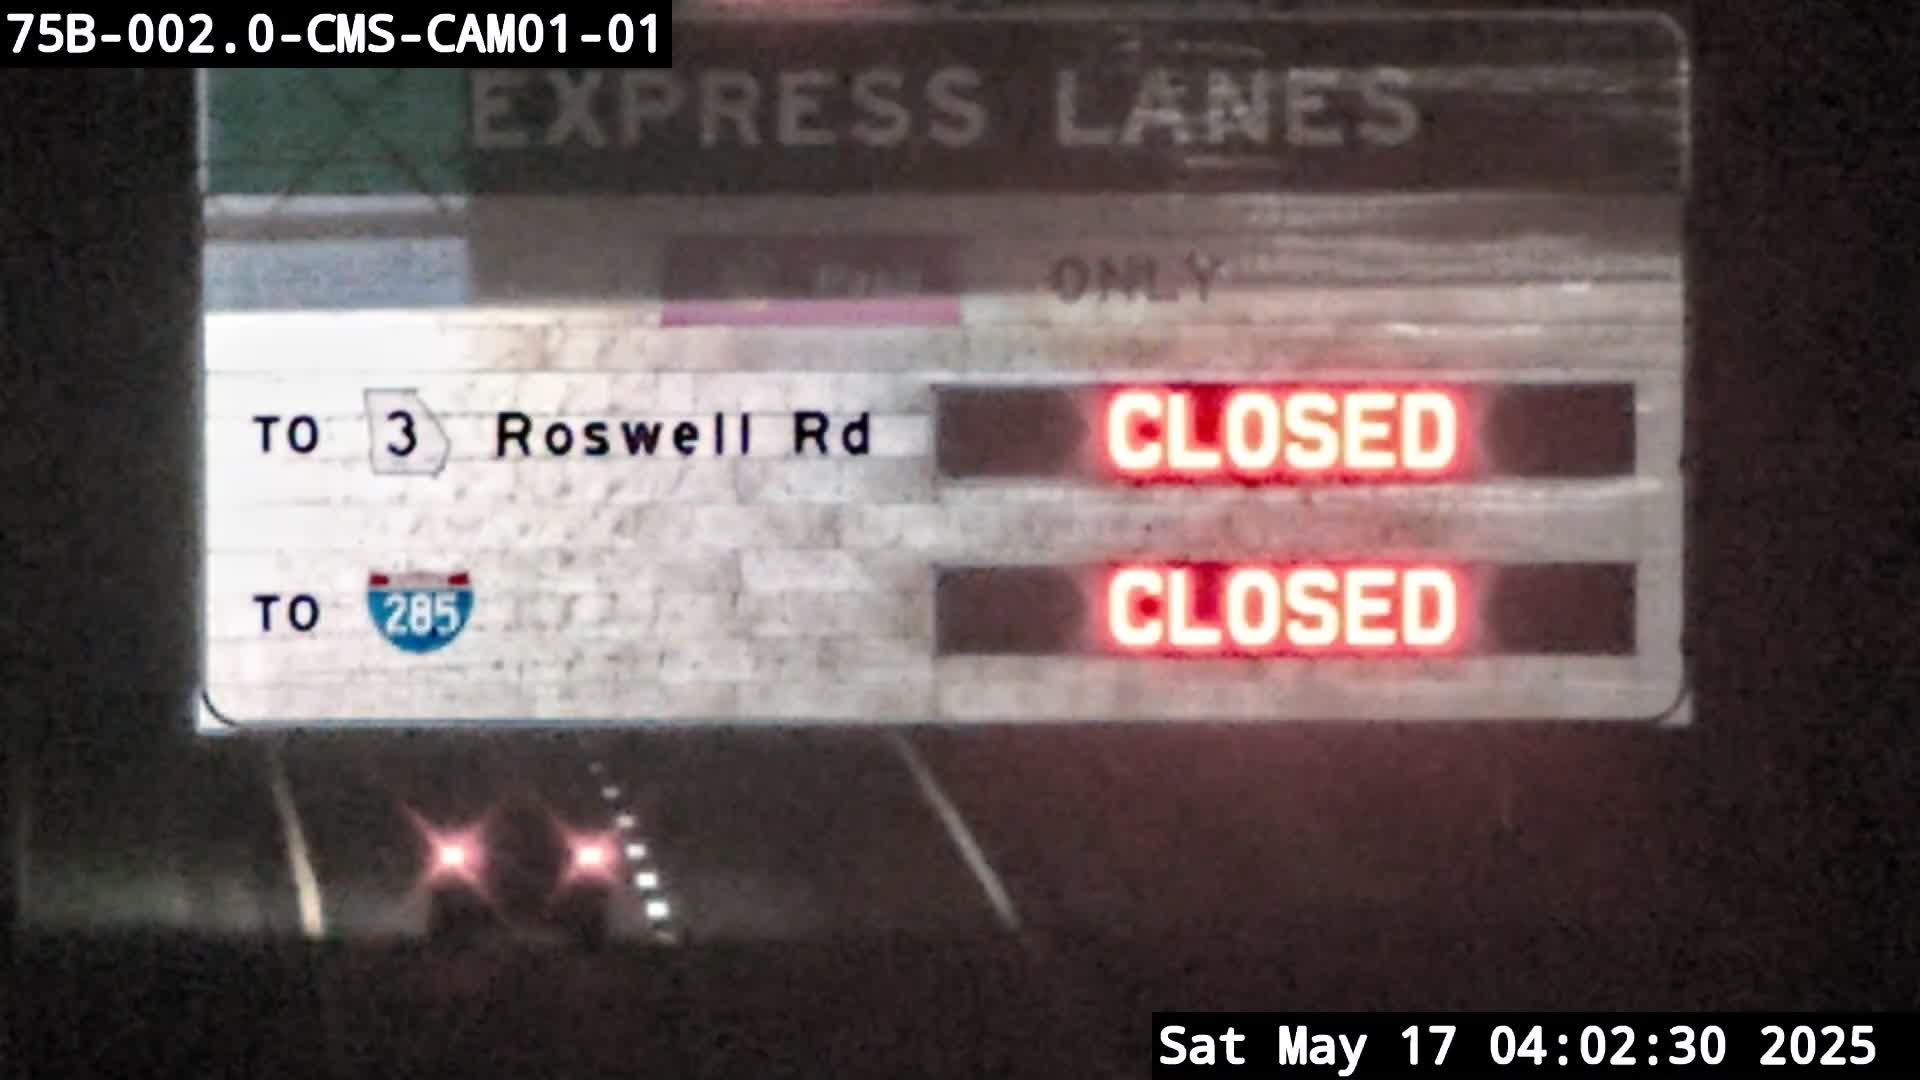 75B-002.0-CMS-CAM01-01
EXPRESS LANES
ONLY
TO 3 Roswell Rd CLOSED
TO 285 CLOSED
Sat May 17 04:02:30 2025